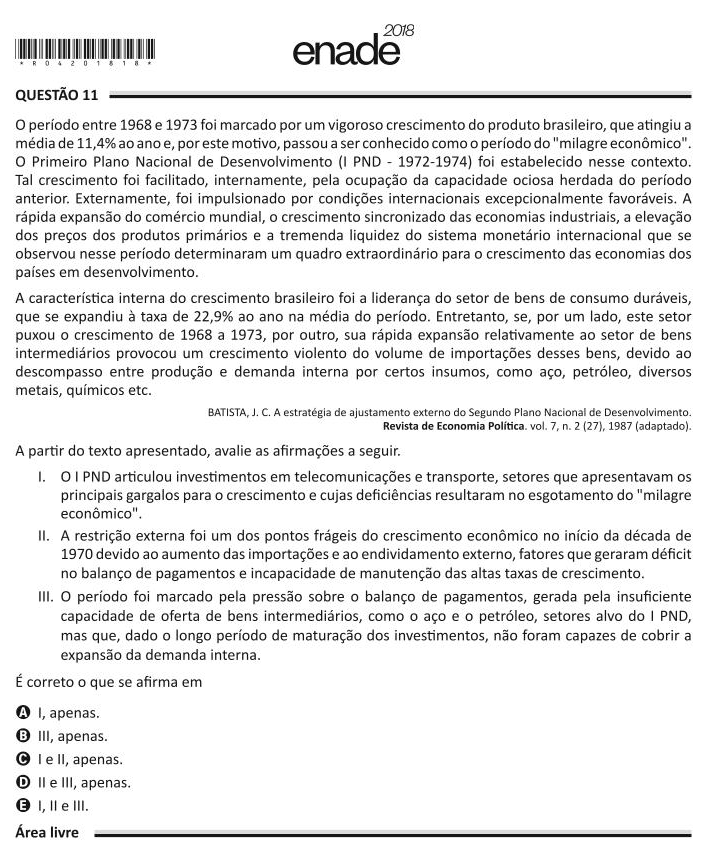 enade 2018
*R04201818*
QUESTÃO 11
O período entre 1968 e 1973 foi marcado por um vigoroso crescimento do produto brasileiro, que atingiu a
média de 11,4% ao ano e, por este motivo, passou a ser conhecido como o período do "milagre econômico".
O Primeiro Plano Nacional de Desenvolvimento (I PND - 1972-1974) foi estabelecido nesse contexto.
Tal crescimento foi facilitado, internamente, pela ocupação da capacidade ociosa herdada do período
anterior. Externamente, foi impulsionado por condições internacionais excepcionalmente favoráveis. A
rápida expansão do comércio mundial, o crescimento sincronizado das economias industriais, a elevação
dos preços dos produtos primários e a tremenda liquidez do sistema monetário internacional que se
observou nesse período determinaram um quadro extraordinário para o crescimento das economias dos
países em desenvolvimento.
A característica interna do crescimento brasileiro foi a liderança do setor de bens de consumo duráveis,
que se expandiu à taxa de 22,9% ao ano na média do período. Entretanto, se, por um lado, este setor
puxou o crescimento de 1968 a 1973, por outro, sua rápida expansão relativamente ao setor de bens
intermediários provocou um crescimento violento do volume de importações desses bens, devido ao
descompasso entre produção e demanda interna por certos insumos, como aço, petróleo, diversos
metais, químicos etc.
BATISTA, J. C. A estratégia de ajustamento externo do Segundo Plano Nacional de Desenvolvimento.
Revista de Economia Política. vol. 7, n. 2 (27), 1987 (adaptado).
A partir do texto apresentado, avalie as afirmações a seguir.
I. O I PND articulou investimentos em telecomunicações e transporte, setores que apresentavam os
principais gargalos para o crescimento e cujas deficiências resultaram no esgotamento do "milagre
econômico".
II. A restrição externa foi um dos pontos frágeis do crescimento econômico no início da década de
1970 devido ao aumento das importações e ao endividamento externo, fatores que geraram déficit
no balanço de pagamentos e incapacidade de manutenção das altas taxas de crescimento.
III. O período foi marcado pela pressão sobre o balanço de pagamentos, gerada pela insuficiente
capacidade de oferta de bens intermediários, como o aço e o petróleo, setores alvo do I PND,
mas que, dado o longo período de maturação dos investimentos, não foram capazes de cobrir a
expansão da demanda interna.
É correto o que se afirma em
A I, apenas.
B III, apenas.
C I e II, apenas.
D II e III, apenas.
E I, II e III.
Área livre